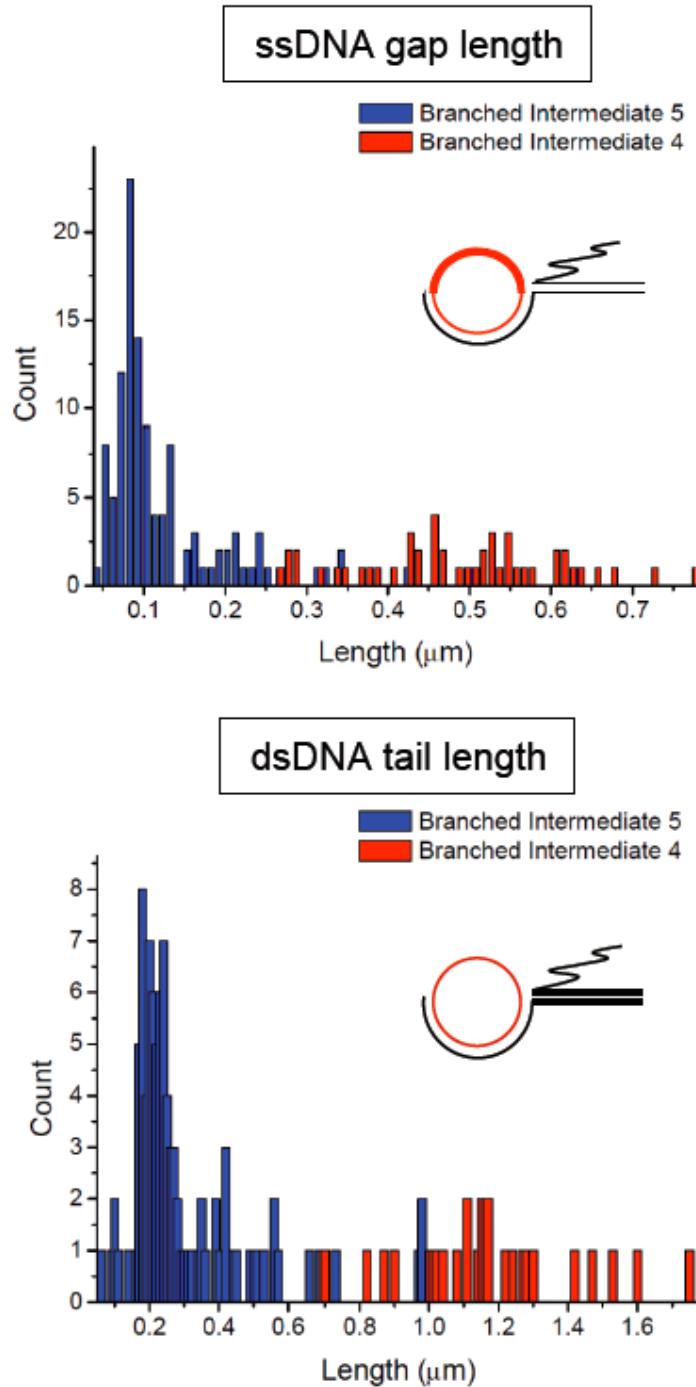 ssDNA gap length
Branched Intermediate 5
Branched Intermediate 4
Count
20
15
10
5
0
0.1 0.2 0.3 0.4 0.5 0.6 0.7
Length (μm)
dsDNA tail length
Branched Intermediate 5
Branched Intermediate 4
Count
8
7
6
5
4
3
2
1
0
0.2 0.4 0.6 0.8 1.0 1.2 1.4 1.6
Length (μm)